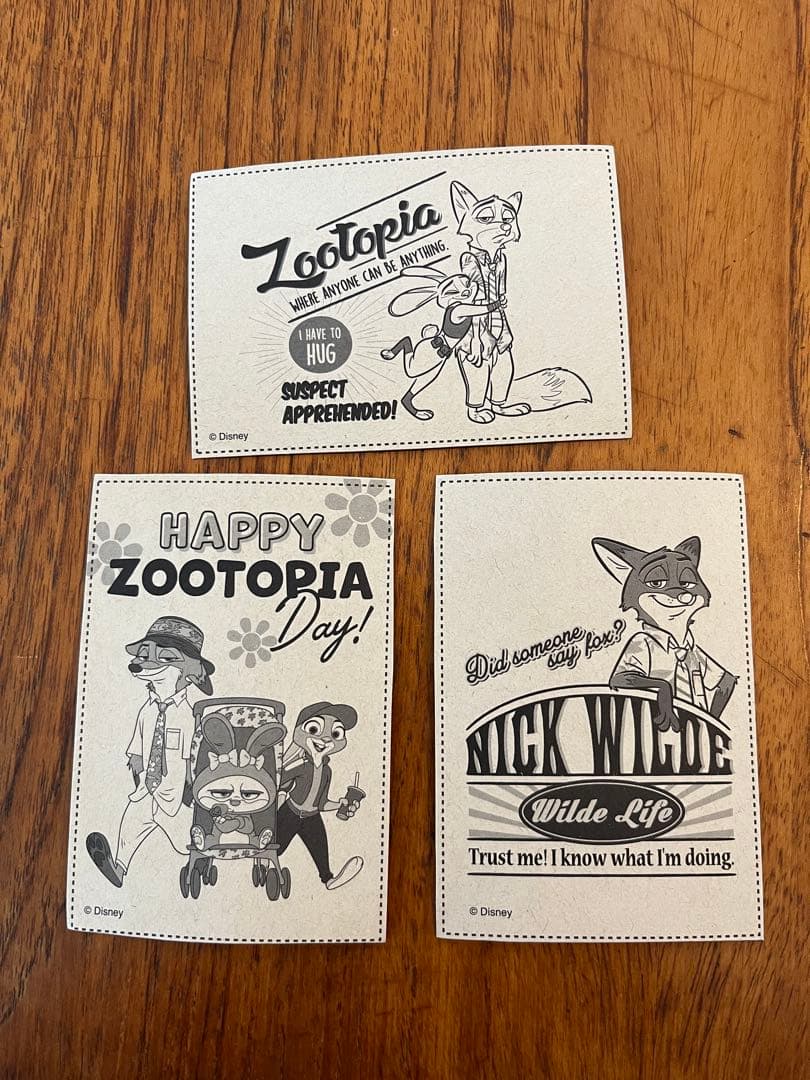 Zootopia
WHERE ANYONE CAN BE ANYTHING.
I HAVE TO
HUG
SUSPECT
APPREHENDED!
© Disney
HAPPY
ZOOTOPIA
Day!
© Disney
Did someone
say fox?
NICK WILDE
Wilde Life
Trust me! I know what I'm doing.
© Disney